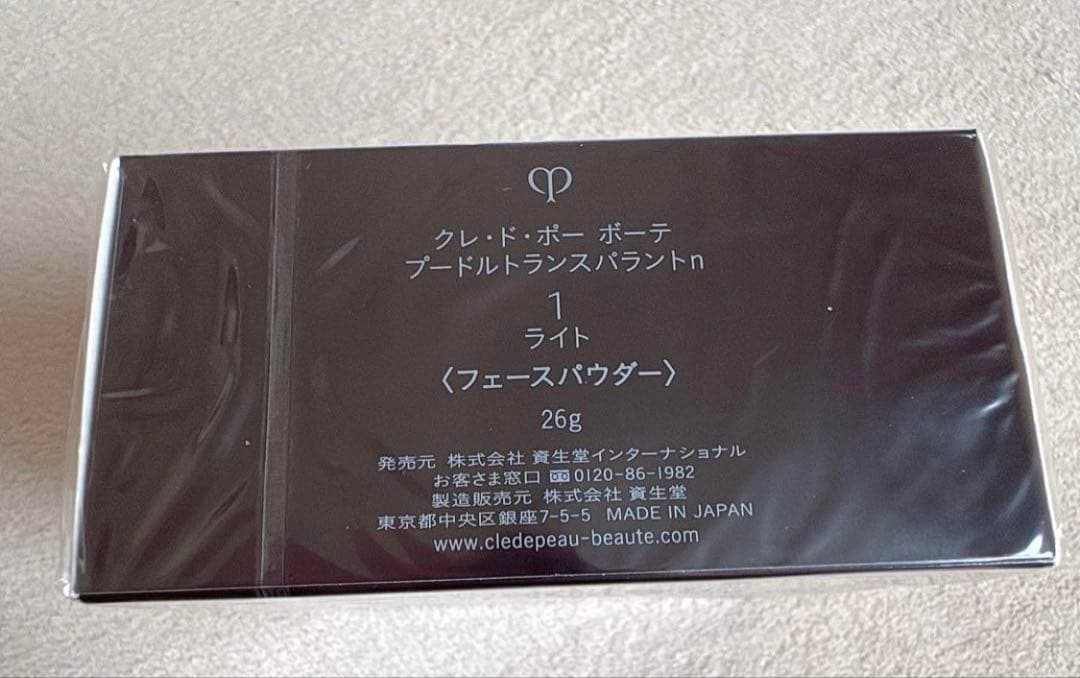 クレ・ド・ポー ボーテ
プードルトランスパラントn
1
ライト
〈フェースパウダー〉
26g
発売元 株式会社 資生堂インターナショナル
お客さま窓口 0120-86-1982
製造販売元 株式会社 資生堂
東京都中央区銀座7-5-5 MADE IN JAPAN
www.cledepeau-beaute.com